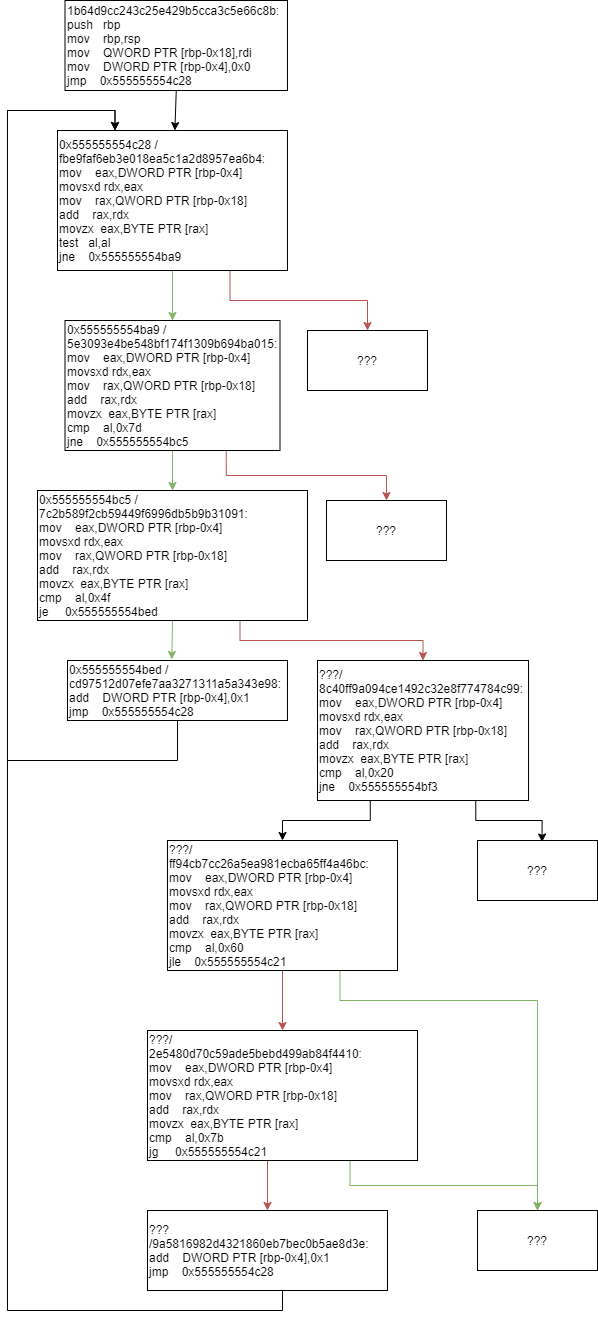 1b64d9cc243c25e429b5cca3c5e66c8b:
push rbp
mov rbp,rsp
mov QWORD PTR [rbp-0x18],rdi
mov DWORD PTR [rbp-0x4],0x0
jmp 0x555555554c28
0x555555554c28 /
fbe9faf6eb3e018ea5c1a2d8957ea6b4:
mov eax,DWORD PTR [rbp-0x4]
movsxd rdx,eax
mov rax,QWORD PTR [rbp-0x18]
add rax,rdx
movzx eax,BYTE PTR [rax]
test al,al
jne 0x555555554ba9
0x555555554ba9 /
5e3093e4be548bf174f1309b694ba015:
mov eax,DWORD PTR [rbp-0x4]
movsxd rdx,eax
mov rax,QWORD PTR [rbp-0x18]
add rax,rdx
movzx eax,BYTE PTR [rax]
cmp al,0x7d
jne 0x555555554bc5
???
0x555555554bc5 /
7c2b589f2cb59449f6996db5b9b31091:
mov eax,DWORD PTR [rbp-0x4]
movsxd rdx,eax
mov rax,QWORD PTR [rbp-0x18]
add rax,rdx
movzx eax,BYTE PTR [rax]
cmp al,0x4f
je 0x555555554bed
???
0x555555554bed /
cd97512d07efe7aa3271311a5a343e98:
add DWORD PTR [rbp-0x4],0x1
jmp 0x555555554c28
???/
8c40ff9a094ce1492c32e8f774784c99:
mov eax,DWORD PTR [rbp-0x4]
movsxd rdx,eax
mov rax,QWORD PTR [rbp-0x18]
add rax,rdx
movzx eax,BYTE PTR [rax]
cmp al,0x20
jne 0x555555554bf3
???/
ff94cb7cc26a5ea981ecba65ff4a46bc:
mov eax,DWORD PTR [rbp-0x4]
movsxd rdx,eax
mov rax,QWORD PTR [rbp-0x18]
add rax,rdx
movzx eax,BYTE PTR [rax]
cmp al,0x60
jle 0x555555554c21
???
???/
2e5480d70c59ade5bebd499ab84f4410:
mov eax,DWORD PTR [rbp-0x4]
movsxd rdx,eax
mov rax,QWORD PTR [rbp-0x18]
add rax,rdx
movzx eax,BYTE PTR [rax]
cmp al,0x7b
jg 0x555555554c21
???
/9a5816982d4321860eb7bec0b5ae8d3e:
add DWORD PTR [rbp-0x4],0x1
jmp 0x555555554c28
???